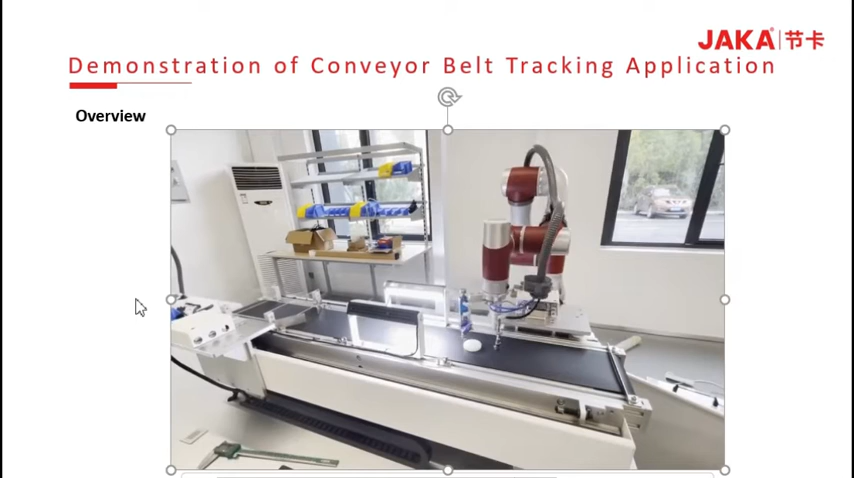 JAKA 节卡
Demonstration of Conveyor Belt Tracking Application
Overview